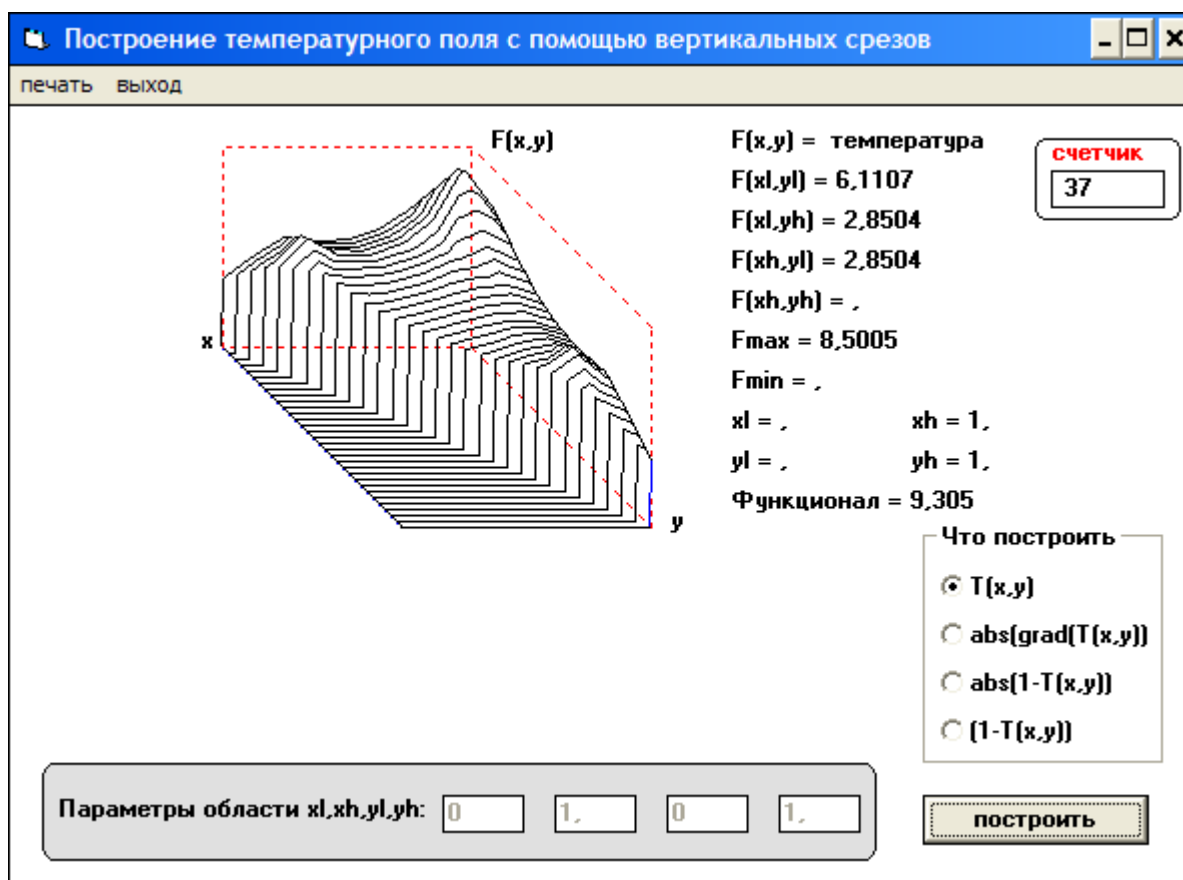 Построение температурного поля с помощью вертикальных срезов
печать выход
F(x,y)
x
y
F(x,y) = температура
F(xl,yl) = 6,1107
F(xl,yh) = 2,8504
F(xh,yl) = 2,8504
F(xh,yh) = ,
Fmax = 8,5005
Fmin = ,
xl = , xh = 1,
yl = , yh = 1,
Функционал = 9,305
счетчик
37
Что построить
T(x,y)
abs(grad(T(x,y))
abs(1-T(x,y))
(1-T(x,y))
Параметры области xl,xh,yl,yh: 0 1, 0 1,
построить